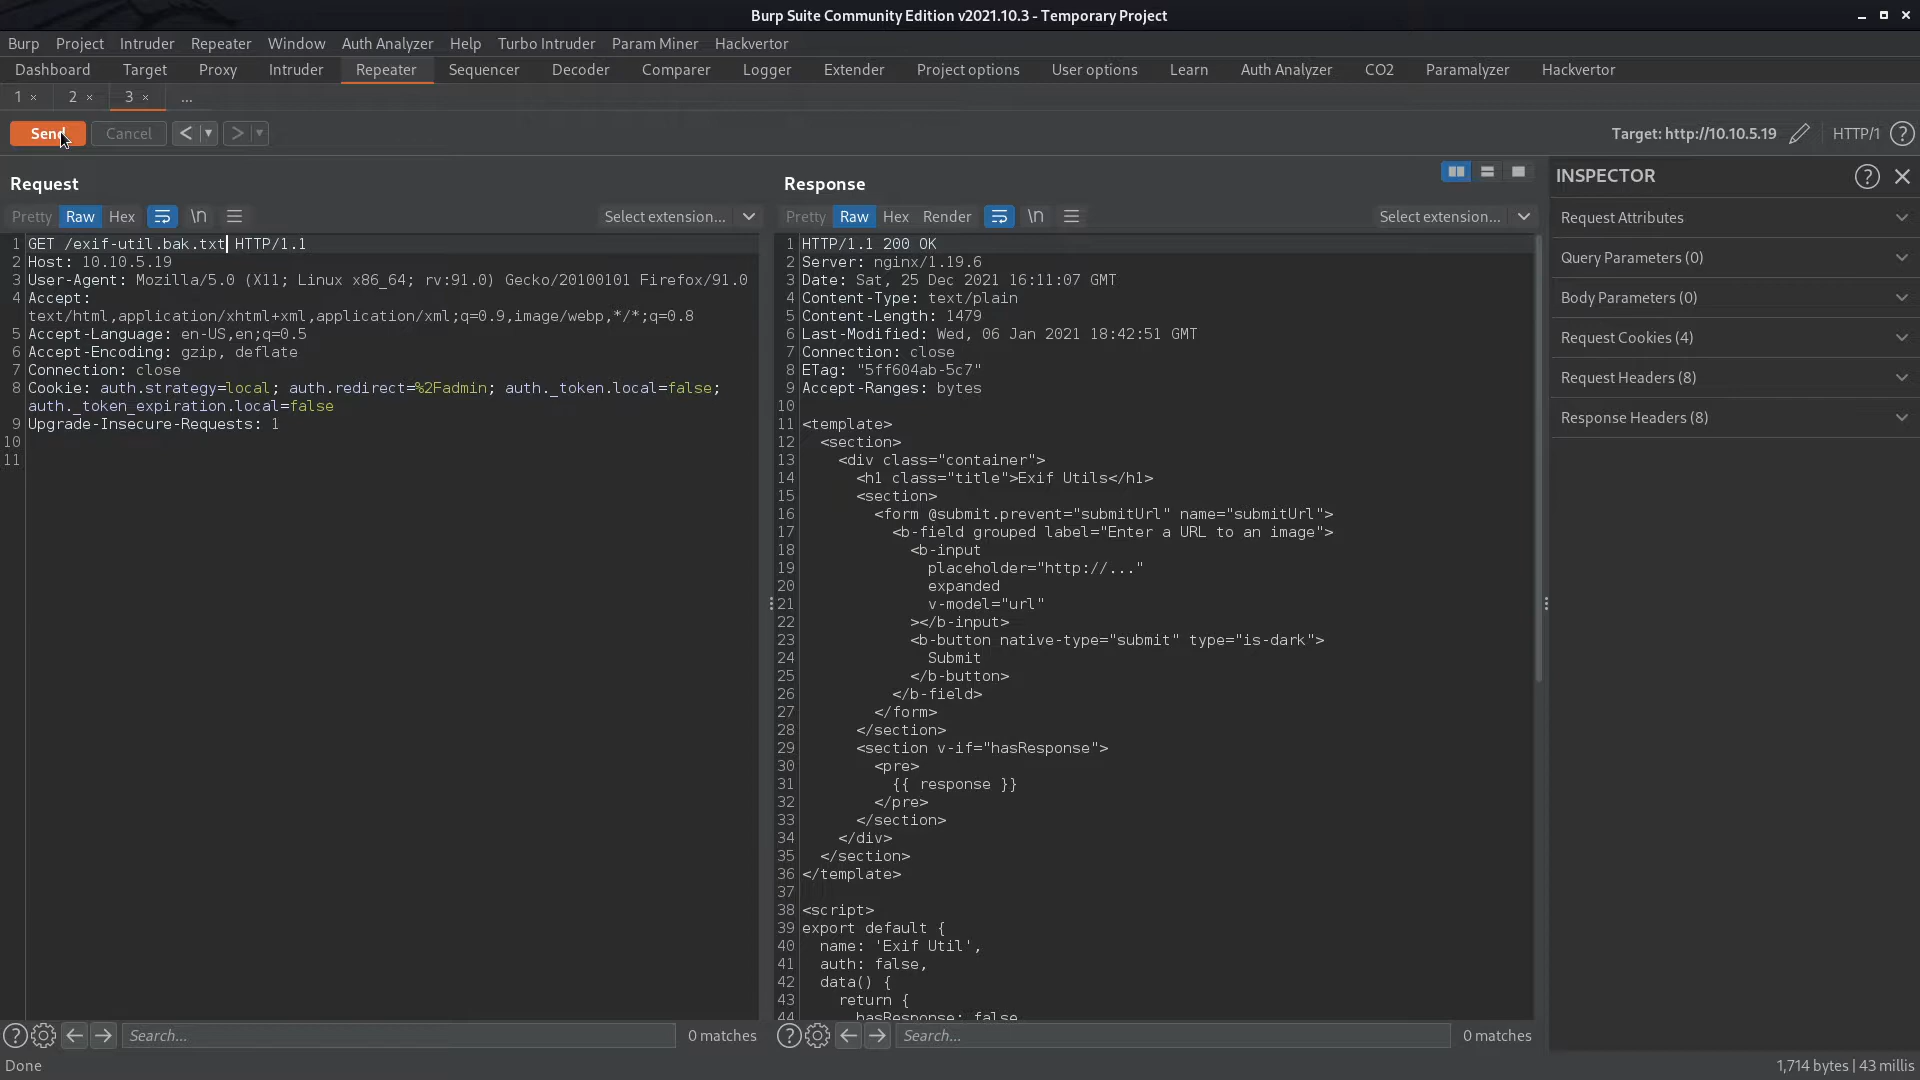 Burp Suite Community Edition v2021.10.3 - Temporary Project
Burp Project Intruder Repeater Window Auth Analyzer Help Turbo Intruder Param Miner Hackvertor
Dashboard Target Proxy Intruder Repeater Sequencer Decoder Comparer Logger Extender Project options User options Learn Auth Analyzer CO2 Paramalyzer Hackvertor
1 × 2 × 3 × ...
Send Cancel < > Target: http://10.10.5.19 HTTP/1 ?
Request
Pretty Raw Hex \n Select extension...
1 GET /exif-util.bak.txt HTTP/1.1
2 Host: 10.10.5.19
3 User-Agent: Mozilla/5.0 (X11; Linux x86_64; rv:91.0) Gecko/20100101 Firefox/91.0
4 Accept:
text/html,application/xhtml+xml,application/xml;q=0.9,image/webp,*/*;q=0.8
5 Accept-Language: en-US,en;q=0.5
6 Accept-Encoding: gzip, deflate
7 Connection: close
8 Cookie: auth.strategy=local; auth.redirect=%2Fadmin; auth._token.local=false;
auth._token_expiration.local=false
9 Upgrade-Insecure-Requests: 1
10
11
? Search... 0 matches
Response
Pretty Raw Hex Render \n Select extension...
1 HTTP/1.1 200 OK
2 Server: nginx/1.19.6
3 Date: Sat, 25 Dec 2021 16:11:07 GMT
4 Content-Type: text/plain
5 Content-Length: 1479
6 Last-Modified: Wed, 06 Jan 2021 18:42:51 GMT
7 Connection: close
8 ETag: "5ff604ab-5c7"
9 Accept-Ranges: bytes
10
11 <template>
12 <section>
13 <div class="container">
14 <h1 class="title">Exif Utils</h1>
15 <section>
16 <form @submit.prevent="submitUrl" name="submitUrl">
17 <b-field grouped label="Enter a URL to an image">
18 <b-input
19 placeholder="http://..."
20 expanded
21 v-model="url"
22 ></b-input>
23 <b-button native-type="submit" type="is-dark">
24 Submit
25 </b-button>
26 </b-field>
27 </form>
28 </section>
29 <section v-if="hasResponse">
30 <pre>
31 {{ response }}
32 </pre>
33 </section>
34 </div>
35 </section>
36 </template>
37
38 <script>
39 export default {
40 name: 'Exif Util',
41 auth: false,
42 data() {
43 return {
44 hasResponse: false,
? Search... 0 matches
INSPECTOR ?
Request Attributes
Query Parameters (0)
Body Parameters (0)
Request Cookies (4)
Request Headers (8)
Response Headers (8)
Done 1,714 bytes | 43 millis